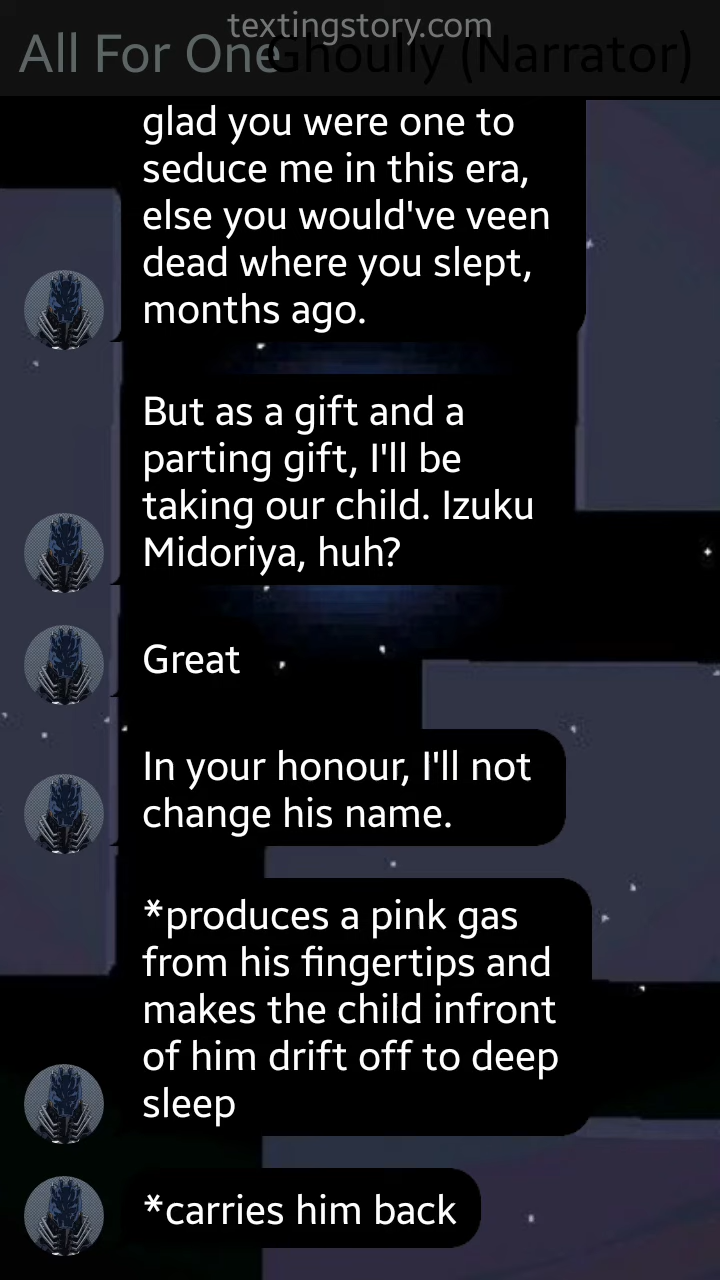 textingstory.com
All For One
Ghoully (Narrator)
glad you were one to
seduce me in this era,
else you would've veen
dead where you slept,
months ago.
But as a gift and a
parting gift, I'll be
taking our child. Izuku
Midoriya, huh?
Great
In your honour, I'll not
change his name.
*produces a pink gas
from his fingertips and
makes the child infront
of him drift off to deep
sleep
*carries him back